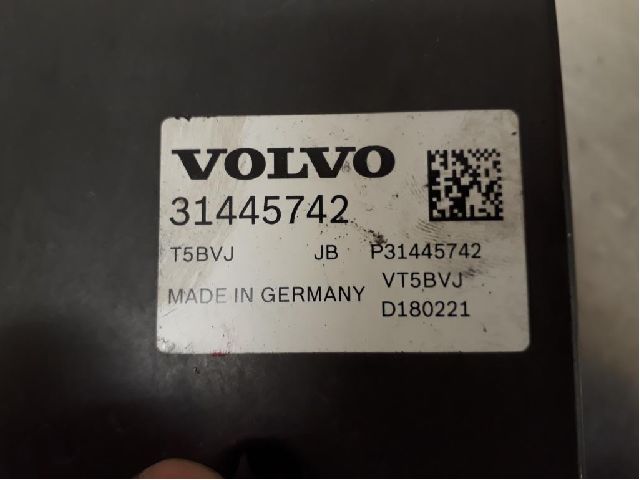 VOLVO
31445742
T5BVJ JB P31445742
VT5BVJ
MADE IN GERMANY
D180221